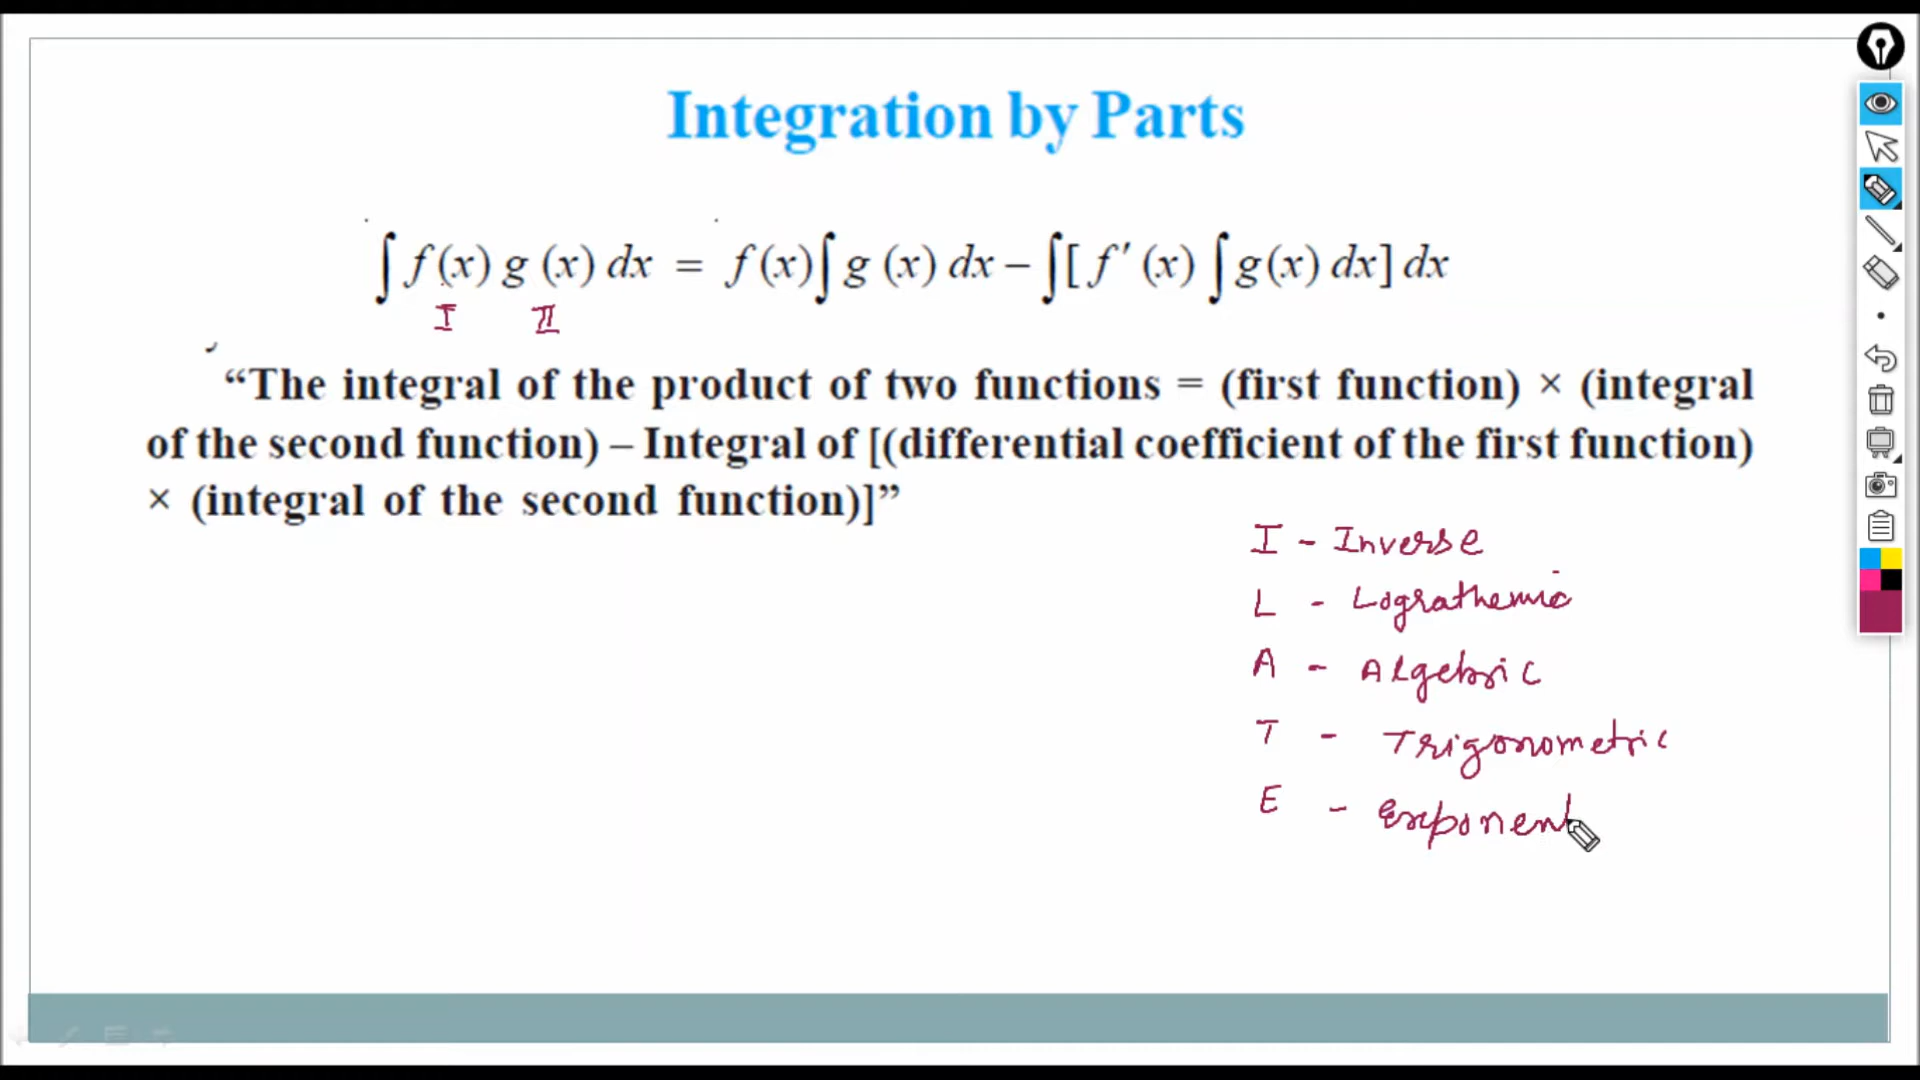 Integration by Parts
∫ f(x) g (x) dx = f(x)∫ g (x) dx – ∫[ f′ (x) ∫g(x) dx] dx
I II
“The integral of the product of two functions = (first function) × (integral
of the second function) – Integral of [(differential coefficient of the first function)
× (integral of the second function)]”
I - Inverse
L - Lograthemic
A - Algebric
T - Trigonometric
E - Exponent